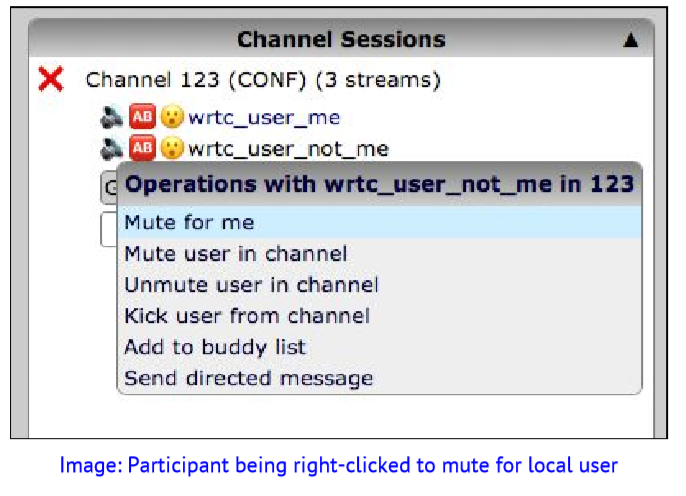 Channel Sessions ▲
Channel 123 (CONF) (3 streams)
AB wrtc_user_me
AB wrtc_user_not_me
Operations with wrtc_user_not_me in 123
Mute for me
Mute user in channel
Unmute user in channel
Kick user from channel
Add to buddy list
Send directed message
Image: Participant being right-clicked to mute for local user